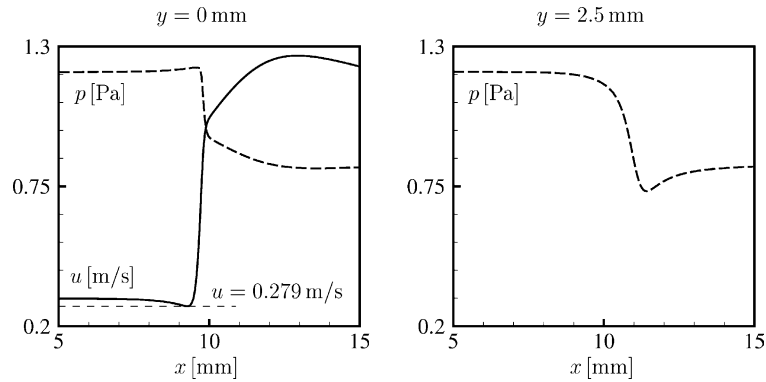 y = 0 mm
y = 2.5 mm
1.3
p [Pa]
0.75
u [m/s]
u = 0.279 m/s
0.2
5
10
15
x [mm]
1.3
p [Pa]
0.75
0.2
5
10
15
x [mm]